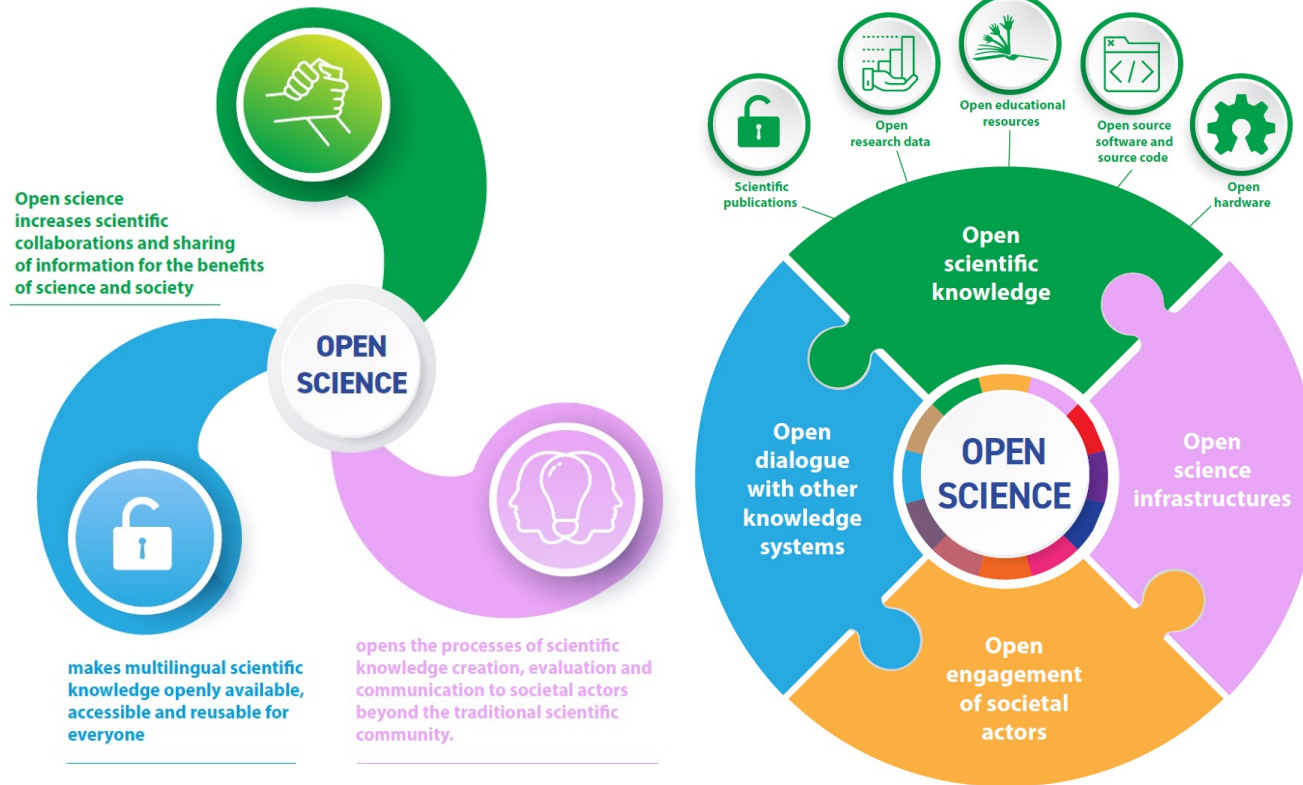 Open science
increases scientific
collaborations and sharing
of information for the benefits
of science and society
OPEN
SCIENCE
makes multilingual scientific
knowledge openly available,
accessible and reusable for
everyone
opens the processes of scientific
knowledge creation, evaluation and
communication to societal actors
beyond the traditional scientific
community.
Scientific
publications
Open
research data
Open educational
resources
Open source
software and
source code
Open
hardware
Open
scientific
knowledge
Open
dialogue
with other
knowledge
systems
OPEN
SCIENCE
Open
science
infrastructures
Open
engagement
of societal
actors